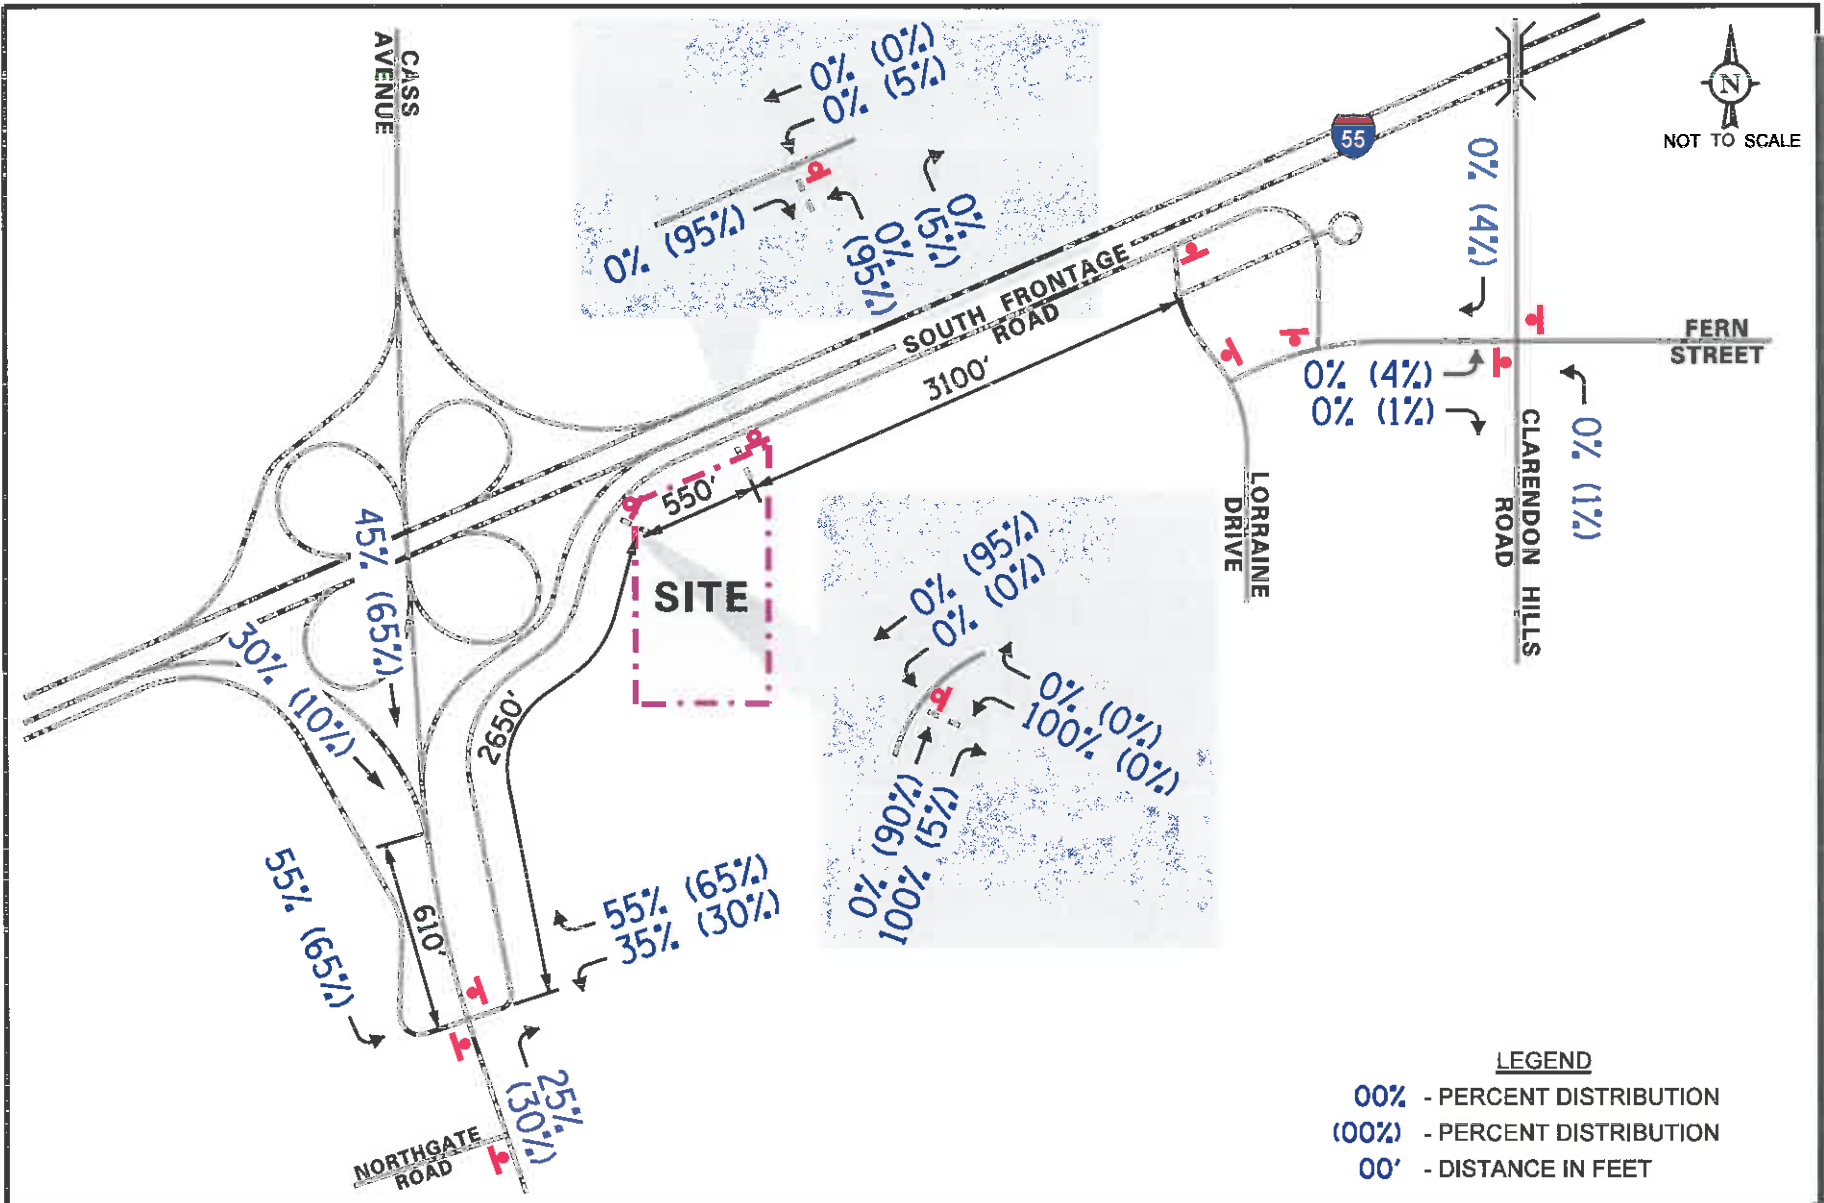 CASS
AVENUE
0% (0%)
0% (5%)
0% (95%)
0%
(5%)
0%
(95%)
55
N
NOT TO SCALE
0% (4%)
SOUTH FRONTAGE
ROAD
3100'
FERN
STREET
0% (4%)
0% (1%)
0% (1%)
CLARENDON HILLS
ROAD
LORRAINE
DRIVE
550'
SITE
45% (65%)
30% (10%)
2650'
0% (95%)
0% (0%)
0% (0%)
100% (0%)
0% (90%)
100% (5%)
610'
55% (65%)
55% (65%)
35% (30%)
25%
(30%)
NORTHGATE
ROAD
LEGEND
00% - PERCENT DISTRIBUTION
(00%) - PERCENT DISTRIBUTION
00' - DISTANCE IN FEET